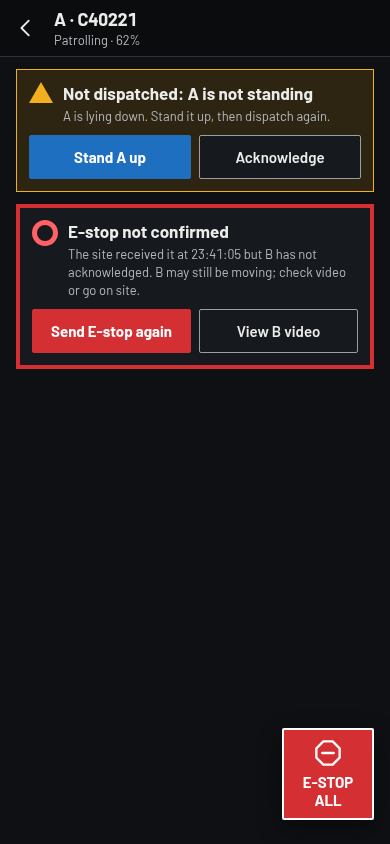 A · C40221
Patrolling · 62%
Not dispatched: A is not standing
A is lying down. Stand it up, then dispatch again.
Stand A up
Acknowledge
E-stop not confirmed
The site received it at 23:41:05 but B has not
acknowledged. B may still be moving; check video
or go on site.
Send E-stop again
View B video
E-STOP
ALL